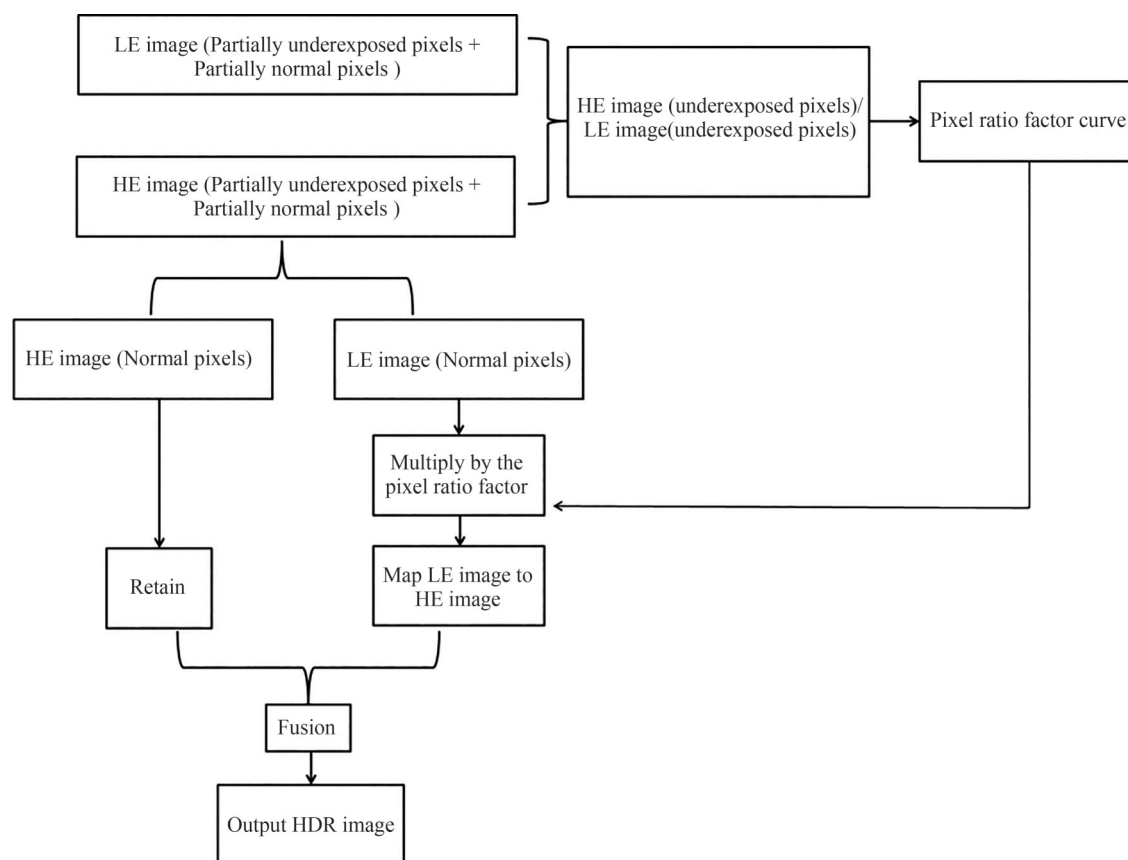 LE image (Partially underexposed pixels +
Partially normal pixels )
HE image (underexposed pixels)/
LE image(underexposed pixels)
Pixel ratio factor curve
HE image (Partially underexposed pixels +
Partially normal pixels )
HE image (Normal pixels)
LE image (Normal pixels)
Multiply by the
pixel ratio factor
Retain
Map LE image to
HE image
Fusion
Output HDR image